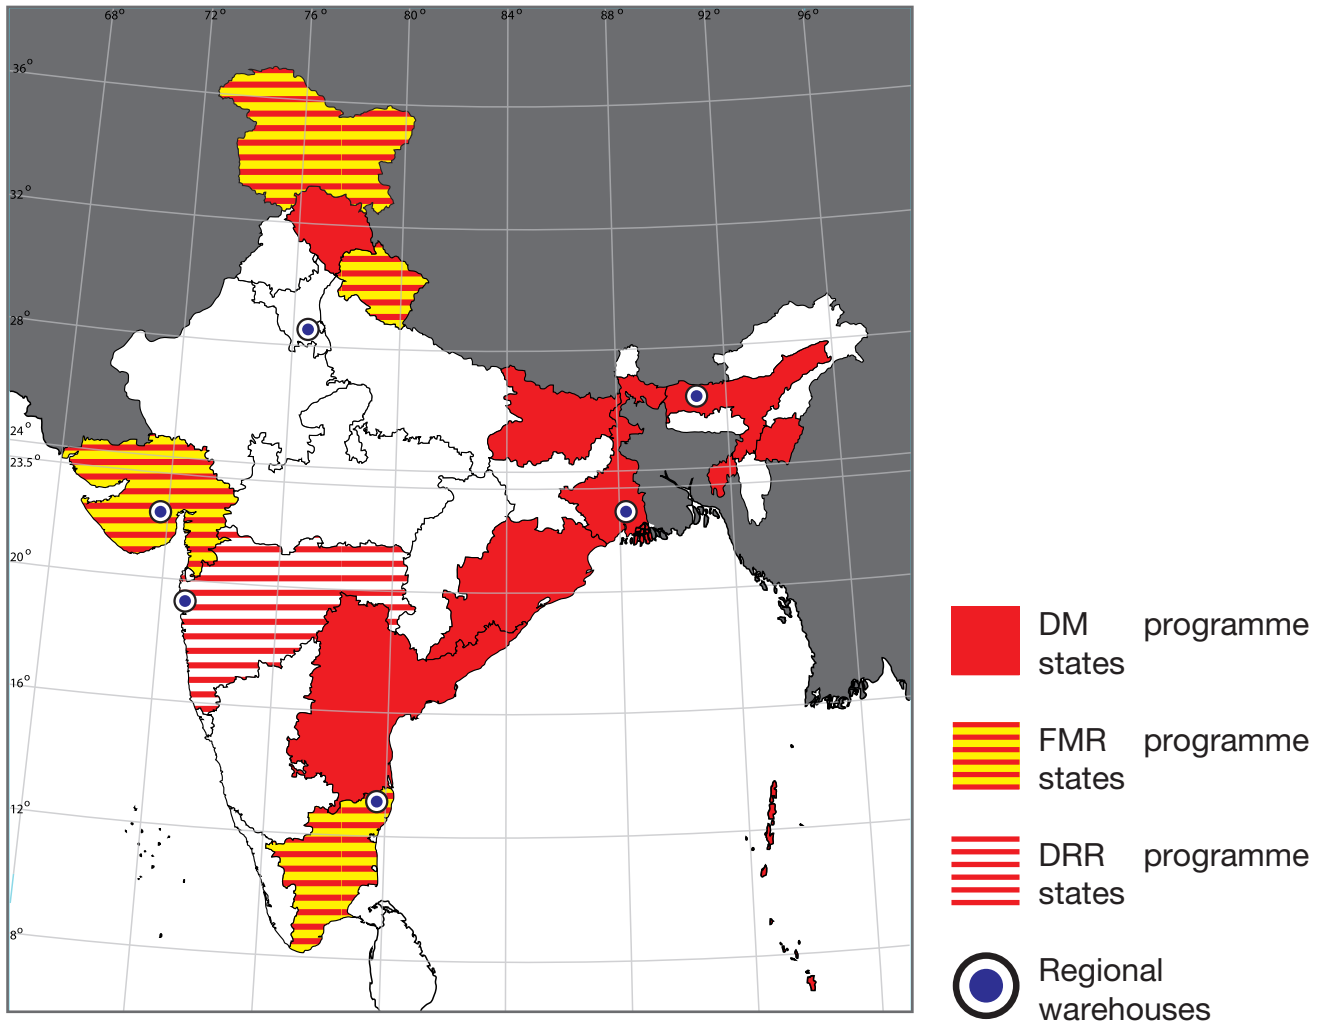 68° 72° 76° 80° 84° 88° 92° 96°
36°
32°
28°
24°
23.5°
20°
16°
12°
8°
DM programme
states
FMR programme
states
DRR programme
states
Regional
warehouses